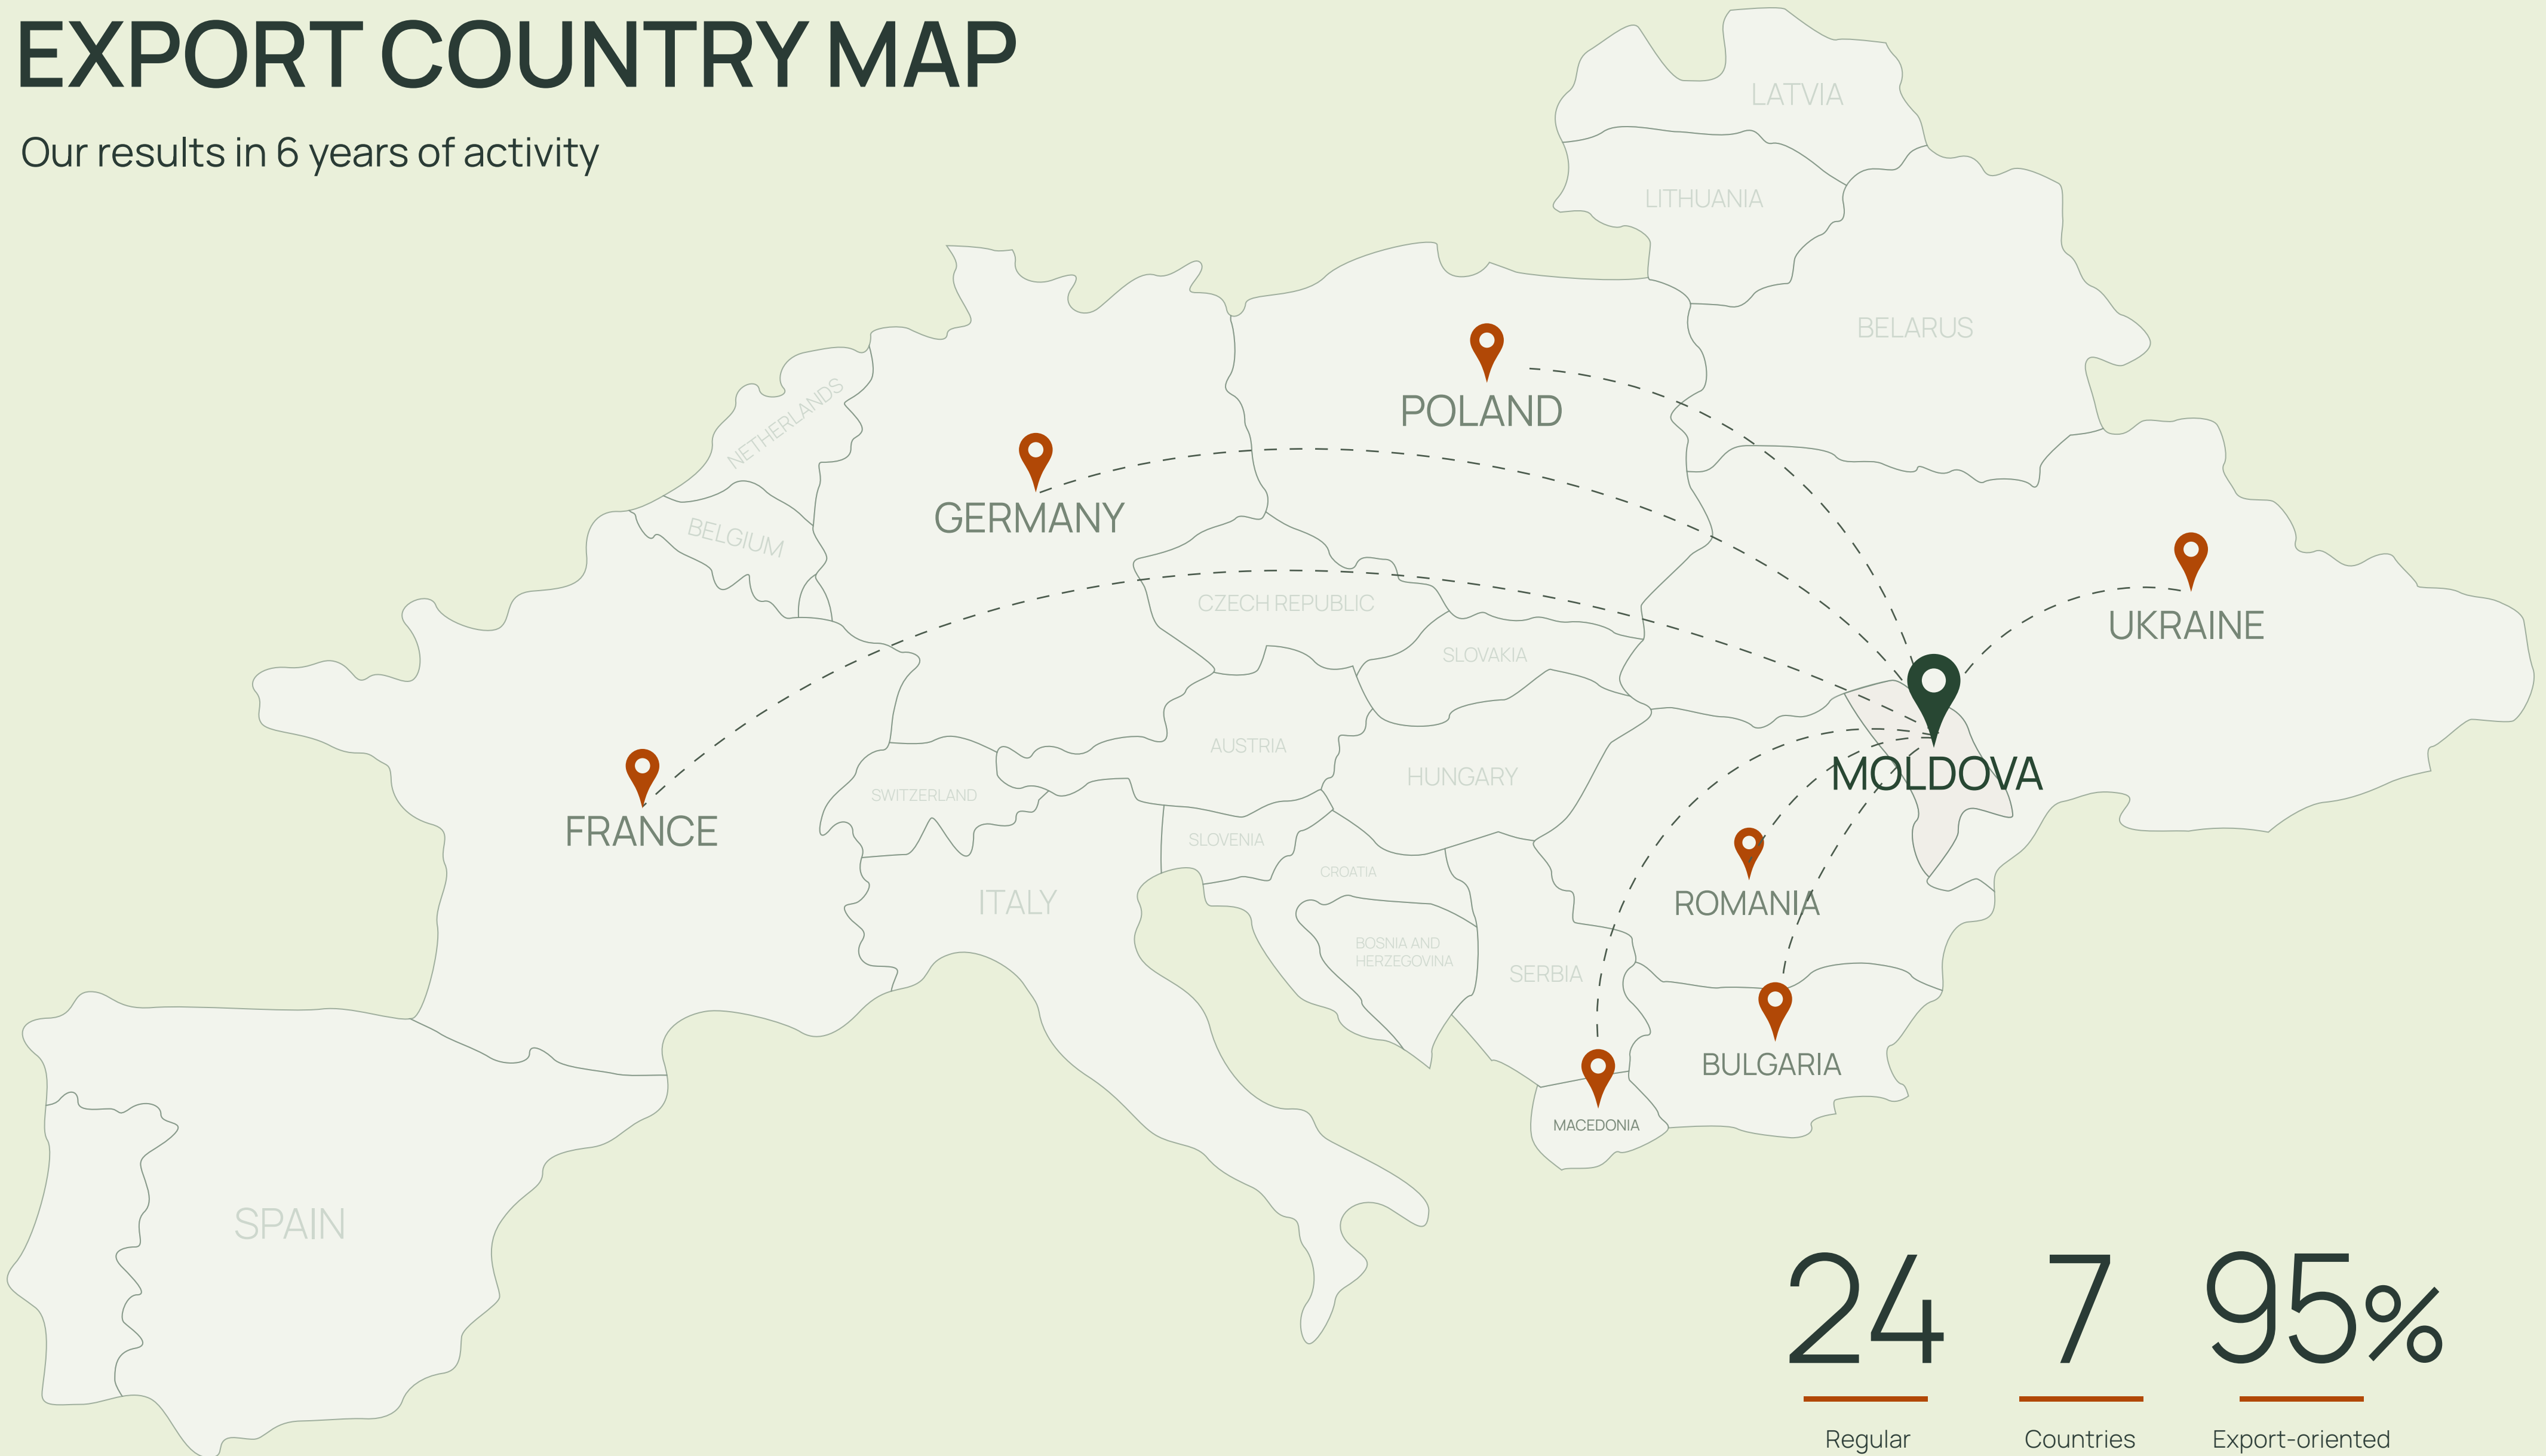 EXPORT COUNTRY MAP
Our results in 6 years of activity
LATVIA
LITHUANIA
BELARUS
NETHERLANDS
POLAND
BELGIUM
GERMANY
CZECH REPUBLIC
UKRAINE
SLOVAKIA
AUSTRIA
HUNGARY
MOLDOVA
SWITZERLAND
FRANCE
SLOVENIA
CROATIA
ITALY
ROMANIA
BOSNIA AND
HERZEGOVINA
SERBIA
BULGARIA
MACEDONIA
SPAIN
24 7 95%
Regular Countries Export-oriented